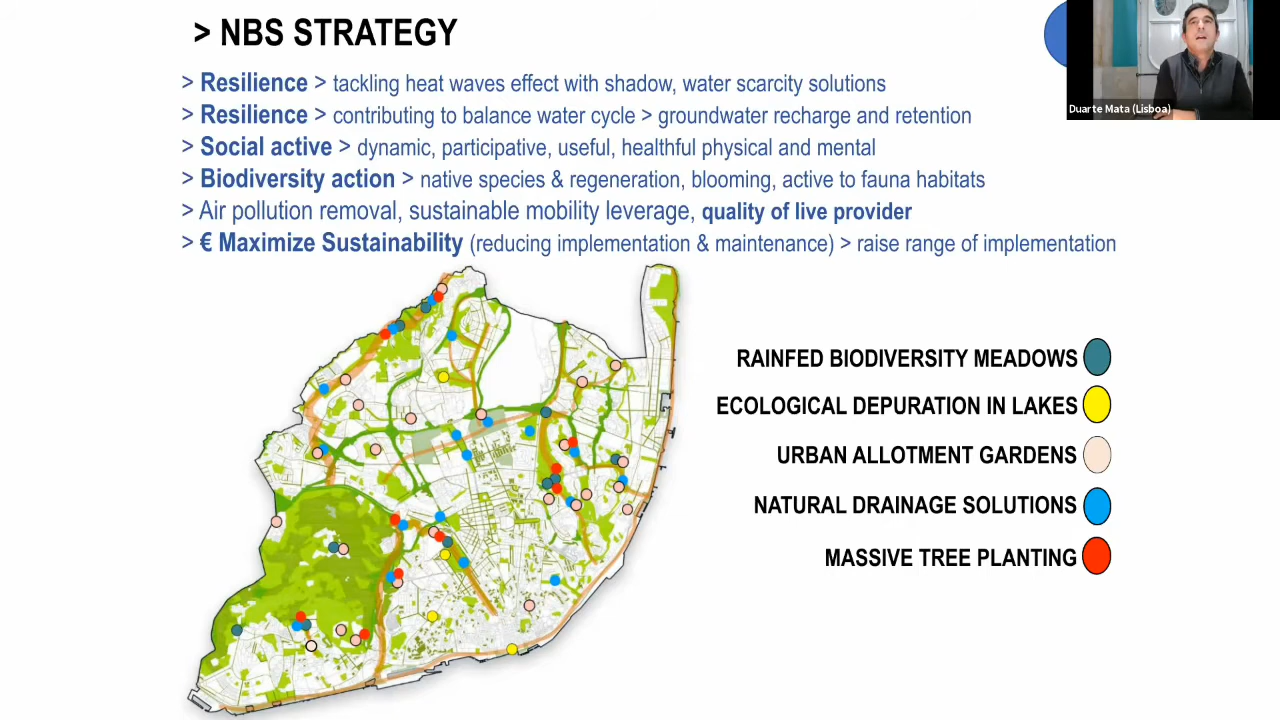 > NBS STRATEGY
> Resilience > tackling heat waves effect with shadow, water scarcity solutions
> Resilience > contributing to balance water cycle > groundwater recharge and retention
> Social active > dynamic, participative, useful, healthful physical and mental
> Biodiversity action > native species & regeneration, blooming, active to fauna habitats
> Air pollution removal, sustainable mobility leverage, quality of live provider
> € Maximize Sustainability (reducing implementation & maintenance) > raise range of implementation
Duarte Mata (Lisboa)
RAINFED BIODIVERSITY MEADOWS
ECOLOGICAL DEPURATION IN LAKES
URBAN ALLOTMENT GARDENS
NATURAL DRAINAGE SOLUTIONS
MASSIVE TREE PLANTING